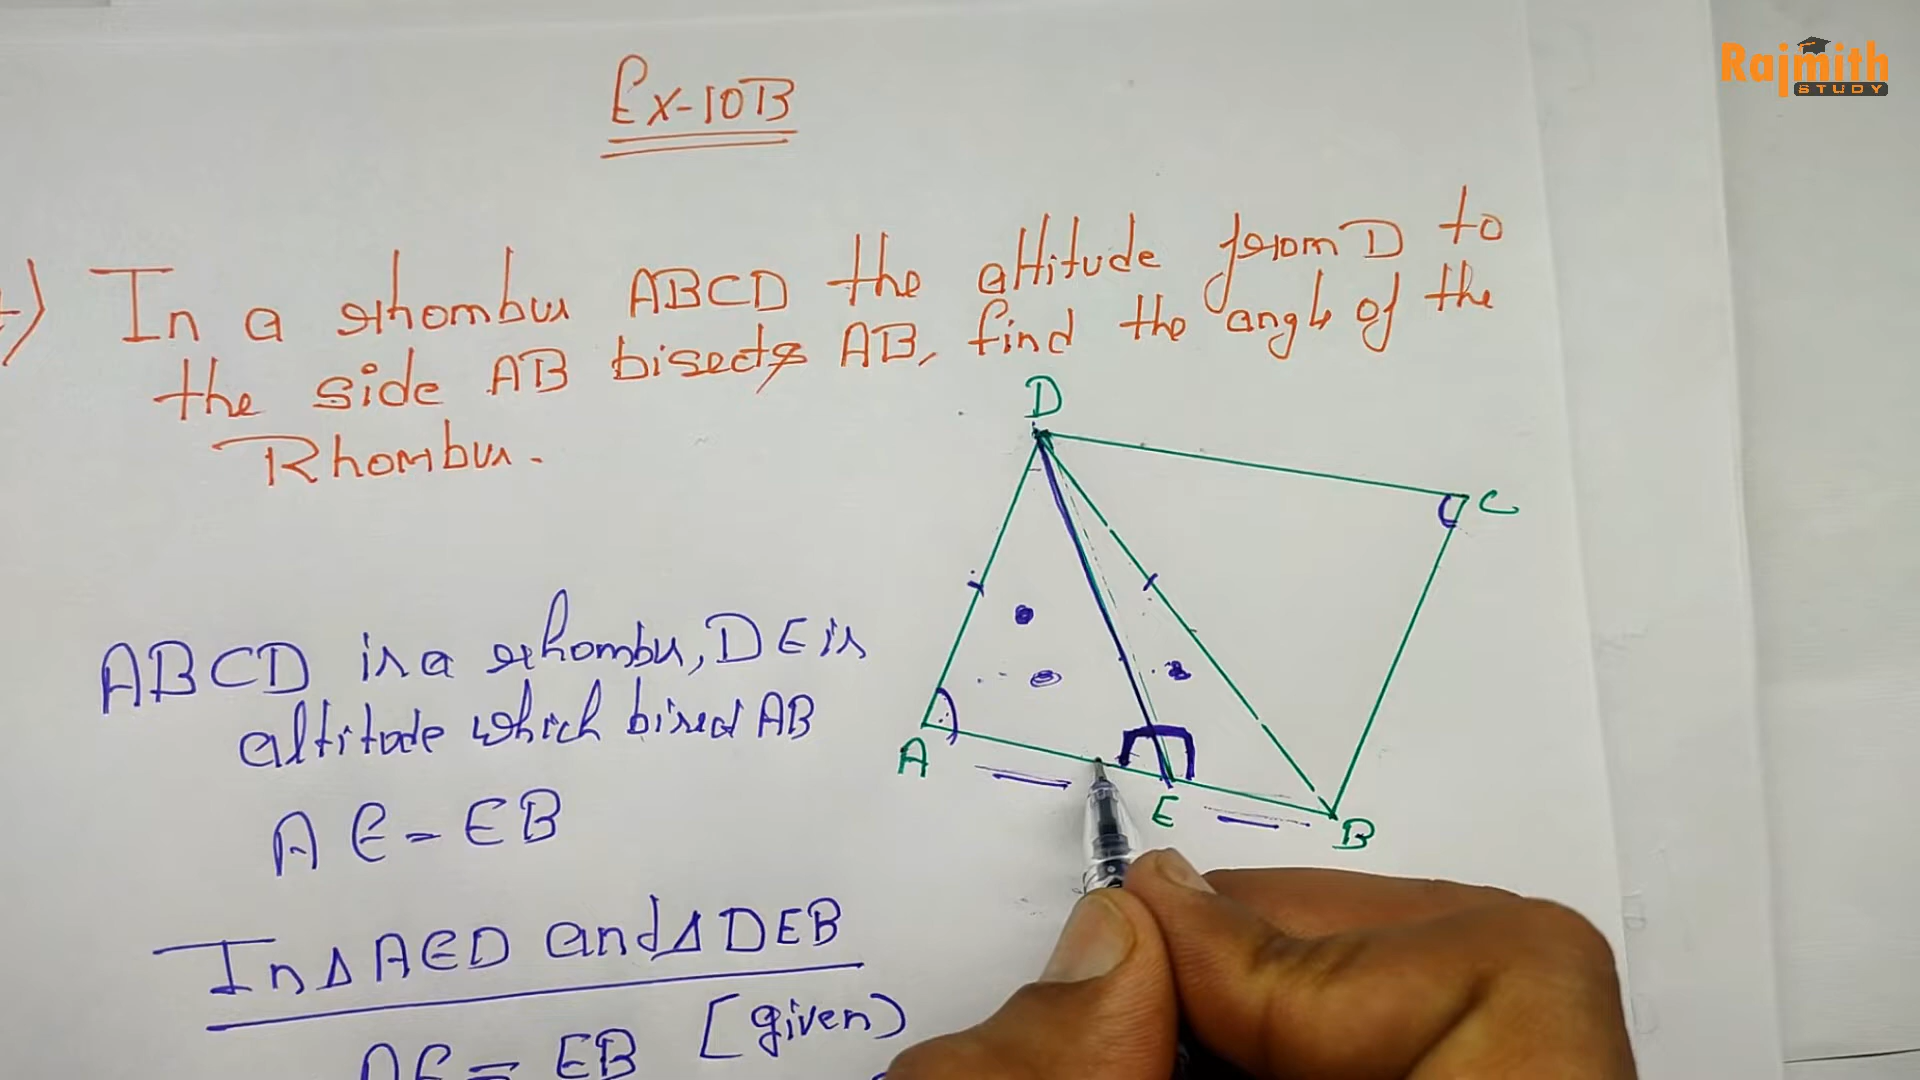 Rajmith
STUDY
Ex-10B
In a rhombus ABCD the altitude from D to
the side AB bisects AB, find the angle of the
Rhombus.
D
C
A
E
B
ABCD is a rhombus, DE is
altitude which bisect AB
AE = EB
In Δ AED and Δ DEB
AE = EB [given)